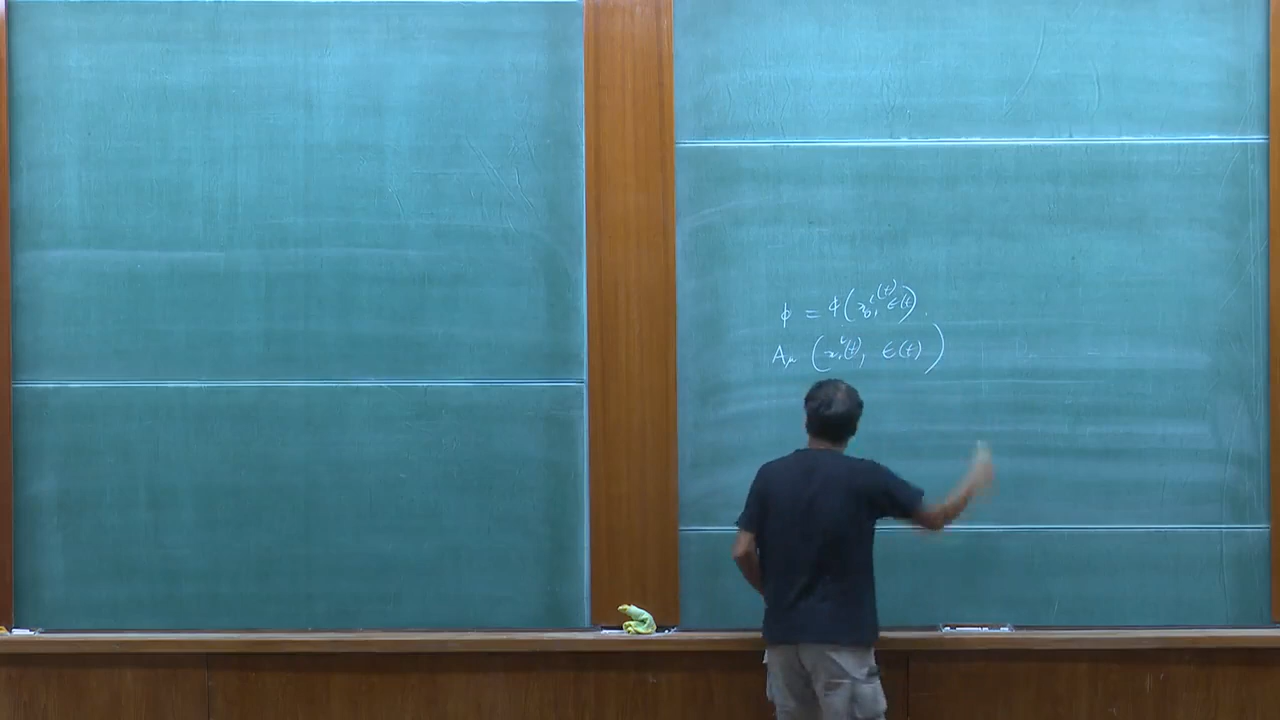 ϕ = ϕ(x₀ⁱ(t), ϵ(t)).
A_μ (x₀ⁱ(t), ϵ(t))